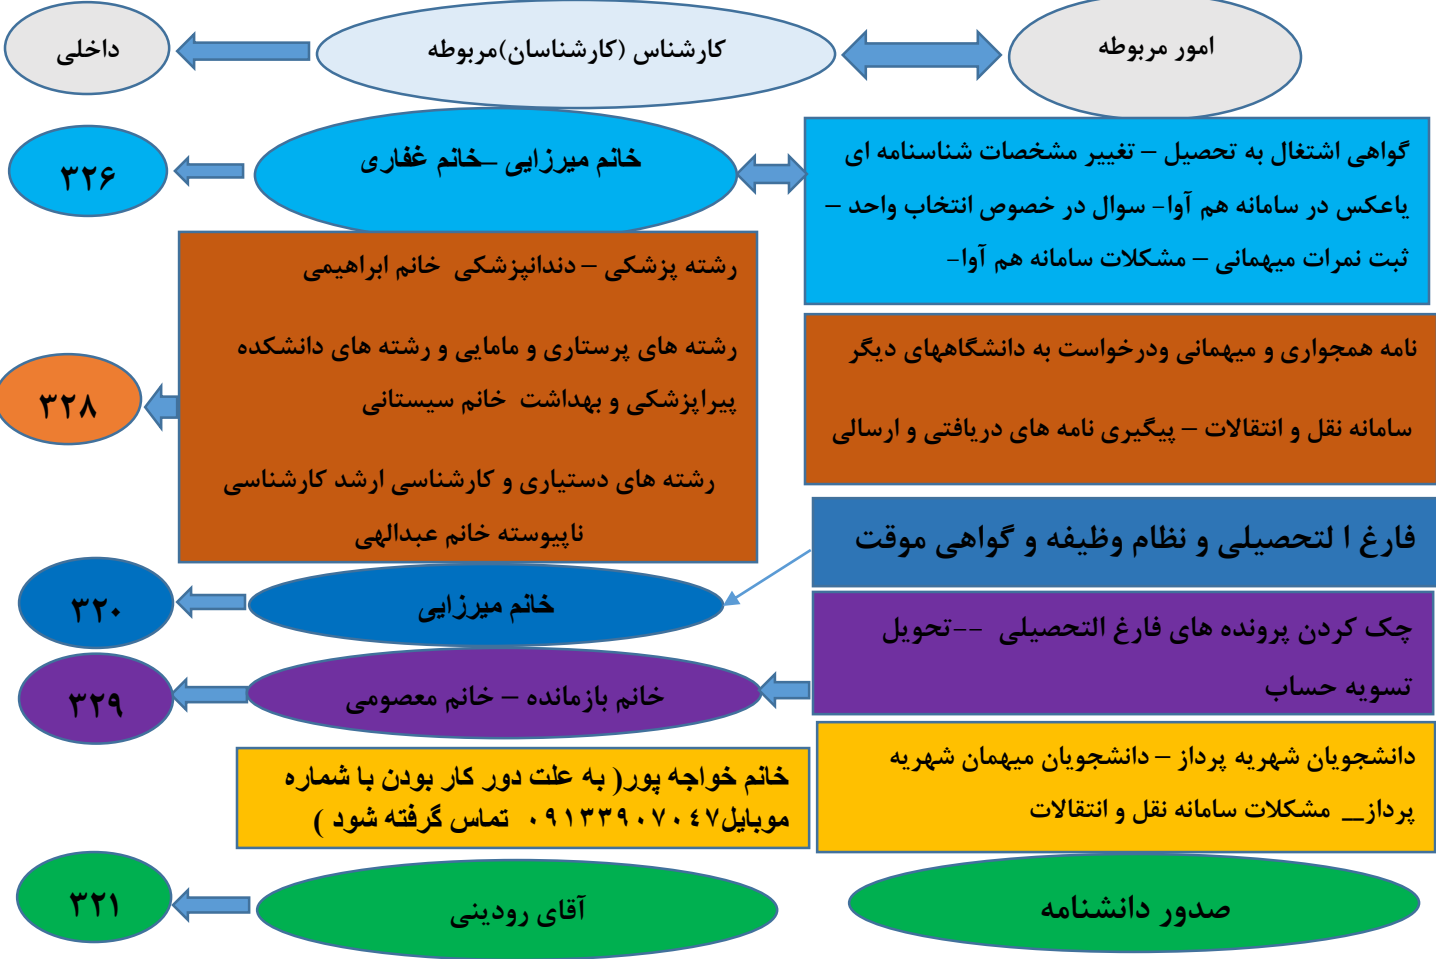 امور مربوطه
کارشناس (کارشناسان)مربوطه
داخلی
گواهی اشتغال به تحصیل – تغییر مشخصات شناسنامه ای
یاعکس در سامانه هم آوا- سوال در خصوص انتخاب واحد –
ثبت نمرات میهمانی – مشکلات سامانه هم آوا-
خانم میرزایی –خانم غفاری
۳۲۶
نامه همجواری و میهمانی ودرخواست به دانشگاههای دیگر
سامانه نقل و انتقالات – پیگیری نامه های دریافتی و ارسالی
رشته پزشکی – دندانپزشکی خانم ابراهیمی
رشته های پرستاری و مامایی و رشته های دانشکده
پیراپزشکی و بهداشت خانم سیستانی
رشته های دستیاری و کارشناسی ارشد کارشناسی
ناپیوسته خانم عبدالهی
۳۲۸
فارغ ا لتحصیلی و نظام وظیفه و گواهی موقت
خانم میرزایی
۳۲۰
چک کردن پرونده های فارغ التحصیلی --تحویل
تسویه حساب
خانم بازمانده – خانم معصومی
۳۲۹
دانشجویان شهریه پرداز – دانشجویان میهمان شهریه
پرداز__ مشکلات سامانه نقل و انتقالات
خانم خواجه پور( به علت دور کار بودن با شماره
موبایل۰۹۱۳۳۹۰۷۰٤۷ تماس گرفته شود )
صدور دانشنامه
آقای رودینی
۳۲۱